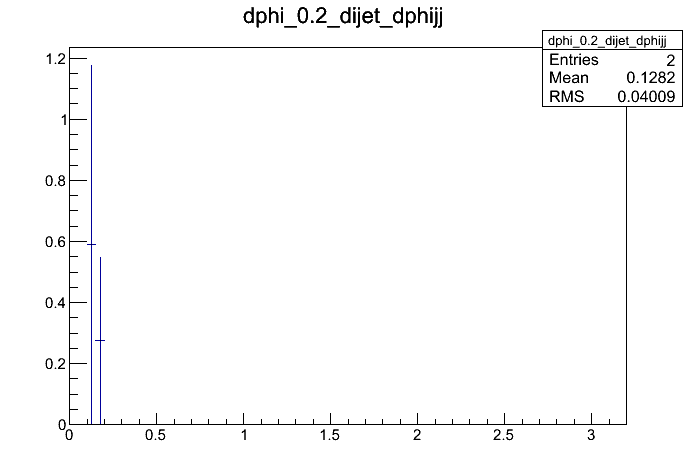 dphi_0.2_dijet_dphijj
dphi_0.2_dijet_dphijj
Entries 2
Mean 0.1282
RMS 0.04009
1.2
1
0.8
0.6
0.4
0.2
0
0 0.5 1 1.5 2 2.5 3